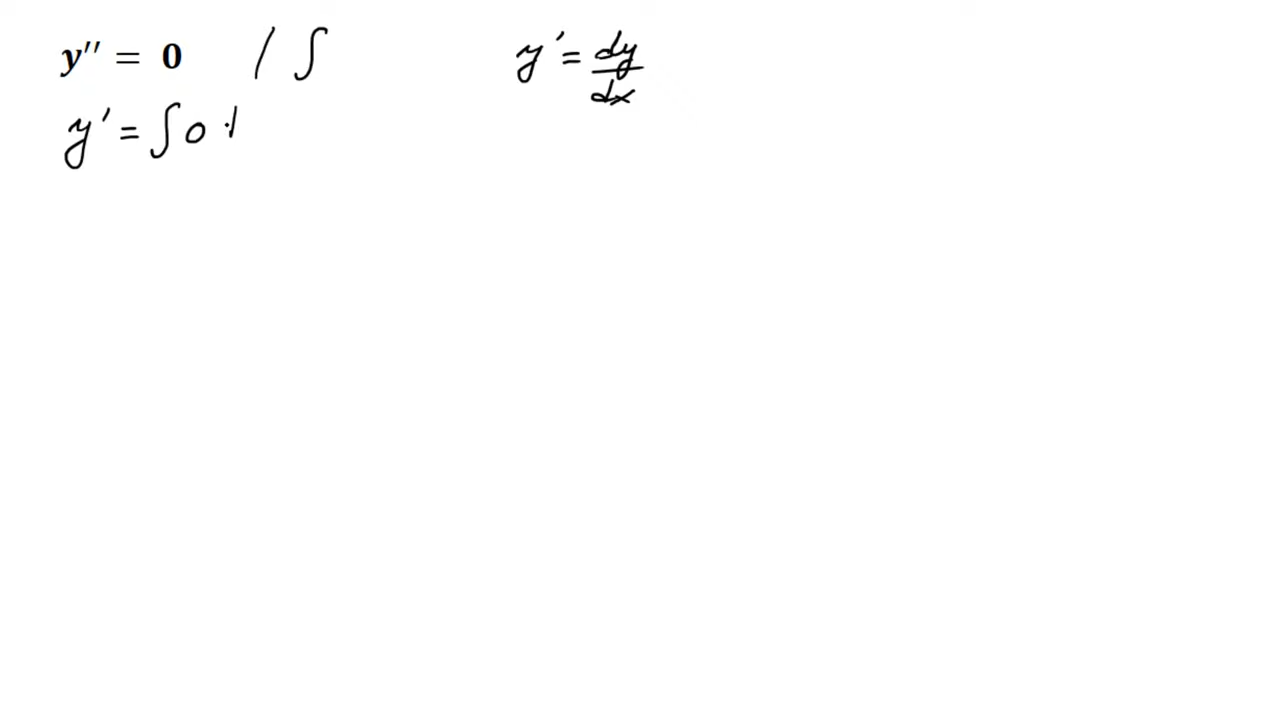 y'' = 0 / ∫
y' = dy/dx
y' = ∫ 0 ·